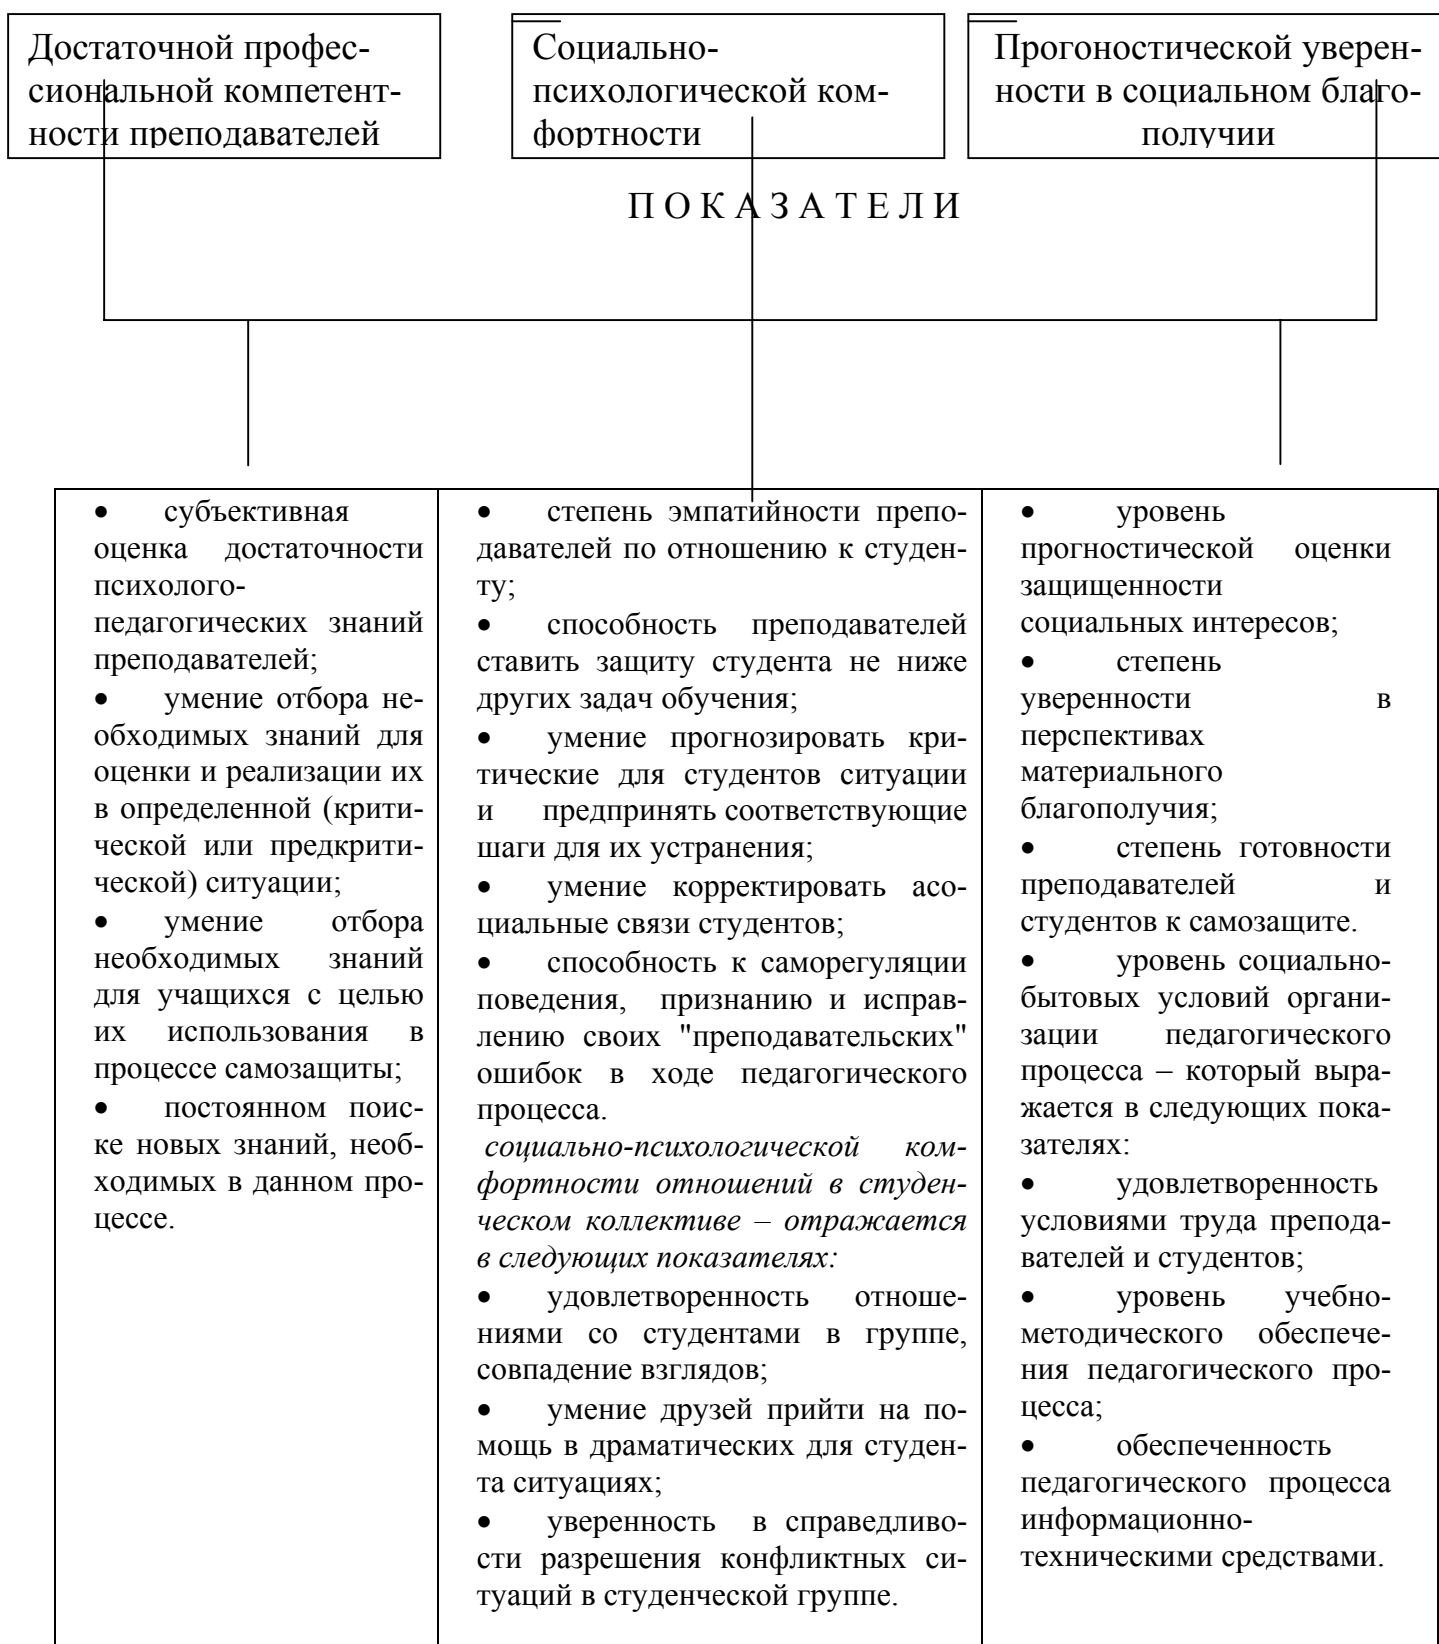 Достаточной профес-
сиональной компетент-
ности преподавателей
Социально-
психологической ком-
фортности
Прогоностической уверен-
ности в социальном благо-
получии
П О К А З А Т Е Л И
• субъективная
оценка достаточности
психолого-
педагогических знаний
преподавателей;
• умение отбора не-
обходимых знаний для
оценки и реализации их
в определенной (крити-
ческой или предкрити-
ческой) ситуации;
• умение отбора
необходимых знаний
для учащихся с целью
их использования в
процессе самозащиты;
• постоянном поис-
ке новых знаний, необ-
ходимых в данном про-
цессе.
• степень эмпатийности препо-
давателей по отношению к студен-
ту;
• способность преподавателей
ставить защиту студента не ниже
других задач обучения;
• умение прогнозировать кри-
тические для студентов ситуации
и предпринять соответствующие
шаги для их устранения;
• умение корректировать асо-
циальные связи студентов;
• способность к саморегуляции
поведения, признанию и исправ-
лению своих "преподавательских"
ошибок в ходе педагогического
процесса.
социально-психологической ком-
фортности отношений в студен-
ческом коллективе – отражается
в следующих показателях:
• удовлетворенность отноше-
ниями со студентами в группе,
совпадение взглядов;
• умение друзей прийти на по-
мощь в драматических для студен-
та ситуациях;
• уверенность в справедливо-
сти разрешения конфликтных си-
туаций в студенческой группе.
• уровень
прогностической оценки
защищенности
социальных интересов;
• степень
уверенности в
перспективах
материального
благополучия;
• степень готовности
преподавателей и
студентов к самозащите.
• уровень социально-
бытовых условий органи-
зации педагогического
процесса – который выра-
жается в следующих пока-
зателях:
• удовлетворенность
условиями труда препода-
вателей и студентов;
• уровень учебно-
методического обеспече-
ния педагогического про-
цесса;
• обеспеченность
педагогического процесса
информационно-
техническими средствами.